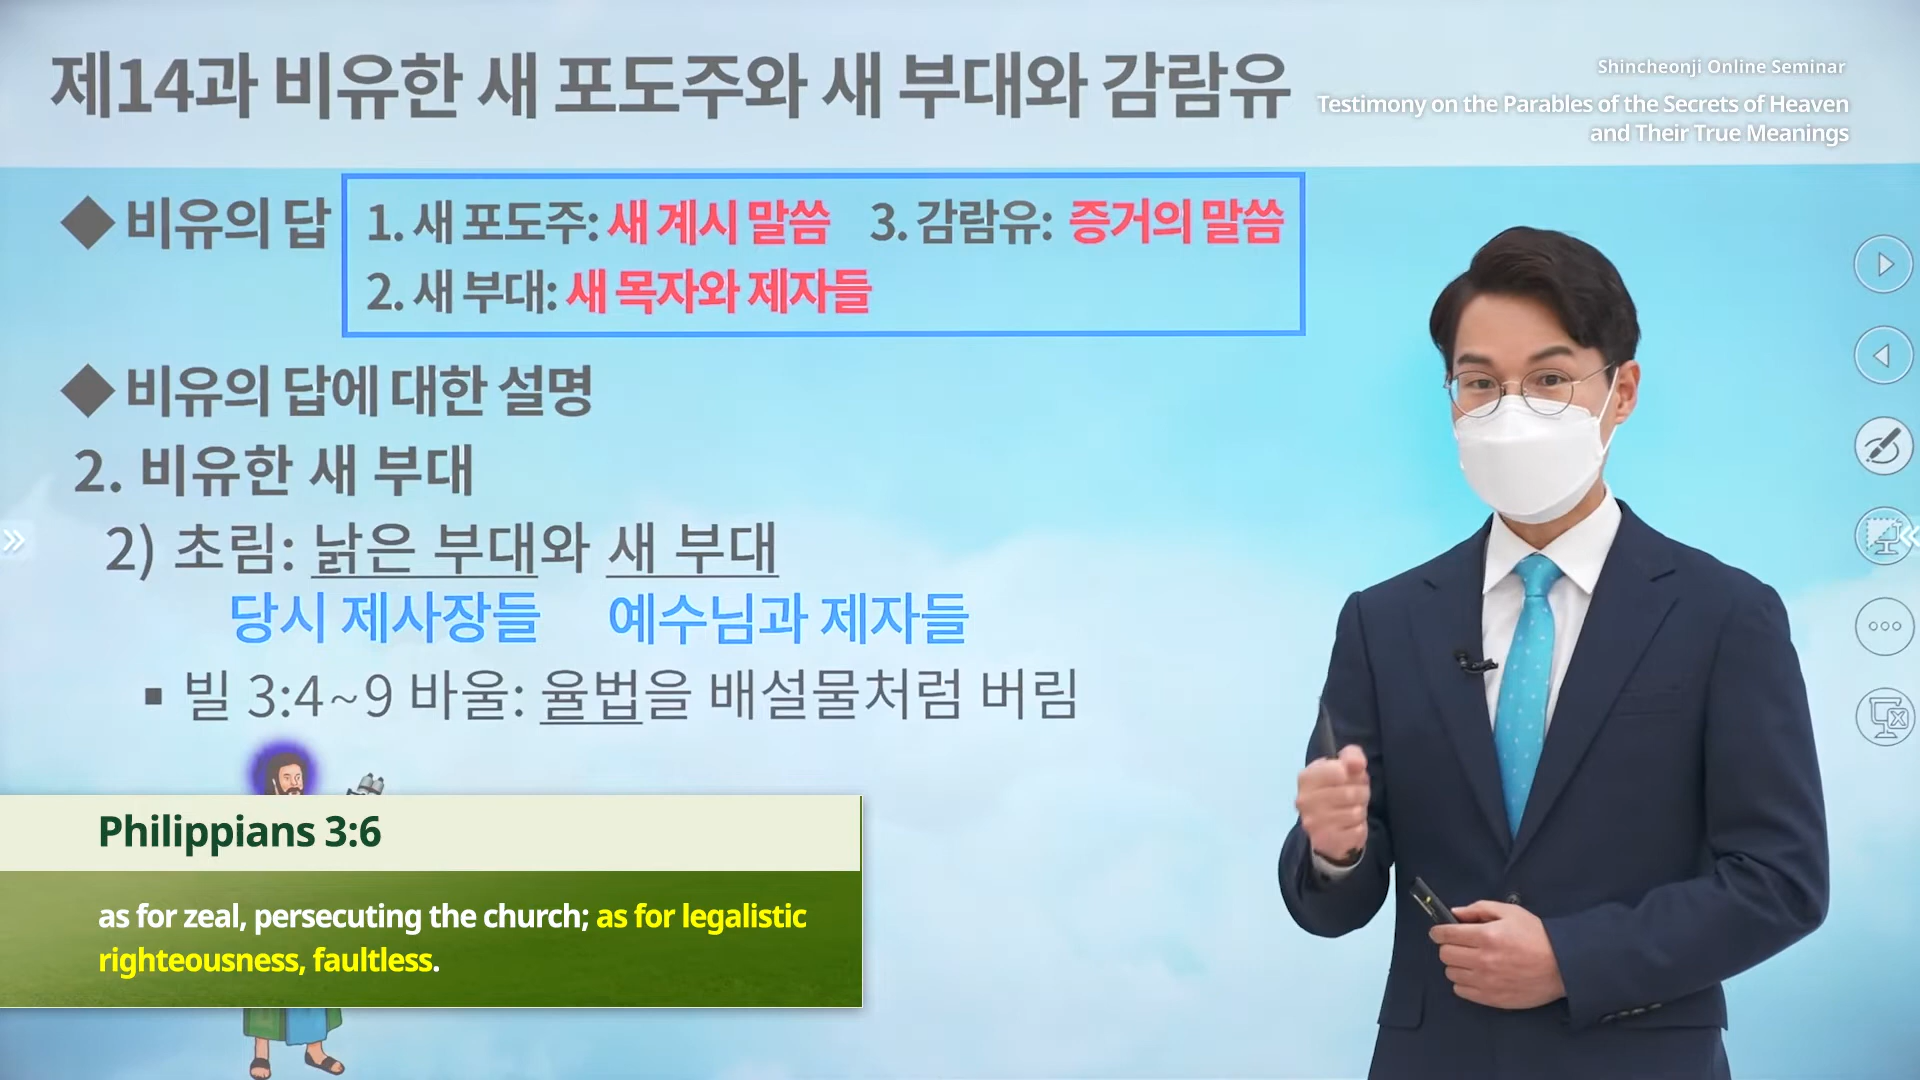 제14과 비유한 새 포도주와 새 부대와 감람유
Shincheonji Online Seminar
Testimony on the Parables of the Secrets of Heaven
and Their True Meanings
◆ 비유의 답
1. 새 포도주: 새 계시 말씀 3. 감람유: 증거의 말씀
2. 새 부대: 새 목자와 제자들
◆ 비유의 답에 대한 설명
2. 비유한 새 부대
2) 초림: 낡은 부대와 새 부대
당시 제사장들 예수님과 제자들
▪ 빌 3:4~9 바울: 율법을 배설물처럼 버림
Philippians 3:6
as for zeal, persecuting the church; as for legalistic
righteousness, faultless.